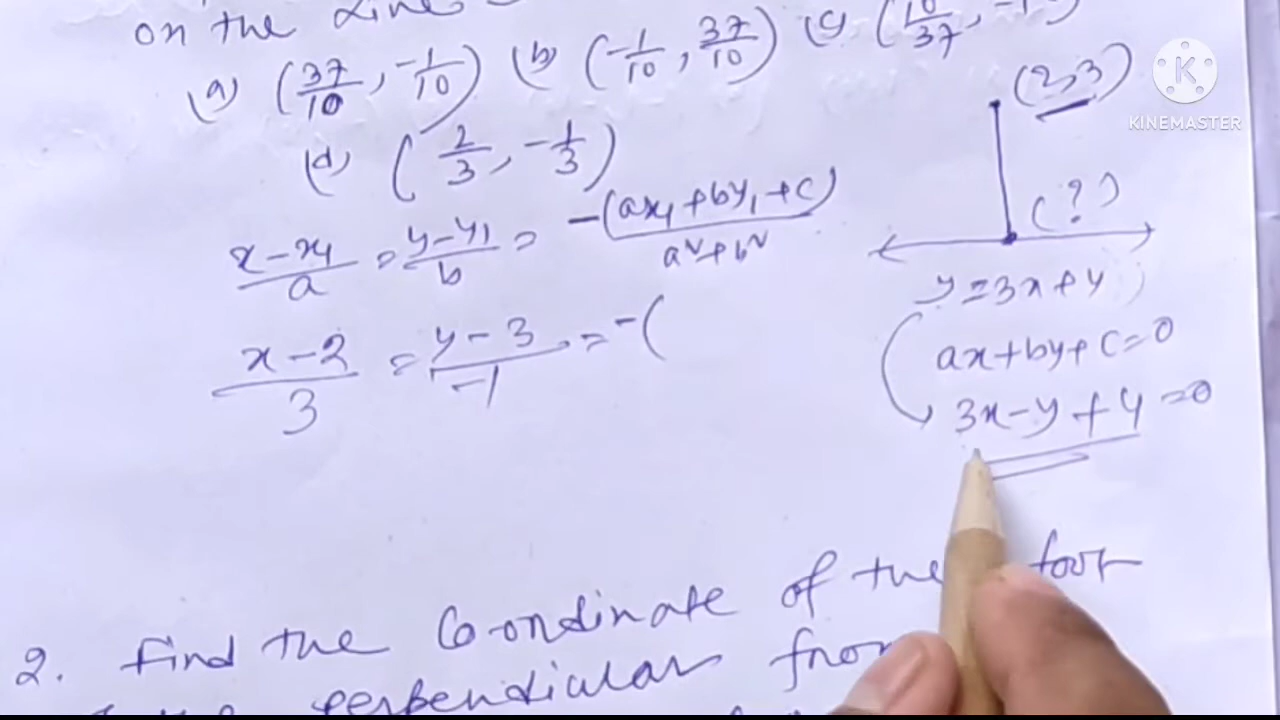 on the Line
(a) (37/10, -1/10) (b) (-1/10, 37/10) (c) (10/37, -1
(d) (2/3, -1/3)
(2,3)
KINEMASTER
(?)
x-x1/a = y-y1/b = -(ax1+by1+c)/a²+b²
y=3x+4
x-2/3 = y-3/-1 = -(
ax+by+c=0
3x-y+4=0
2. Find the Co-ordinate of the foot
perpendicular from